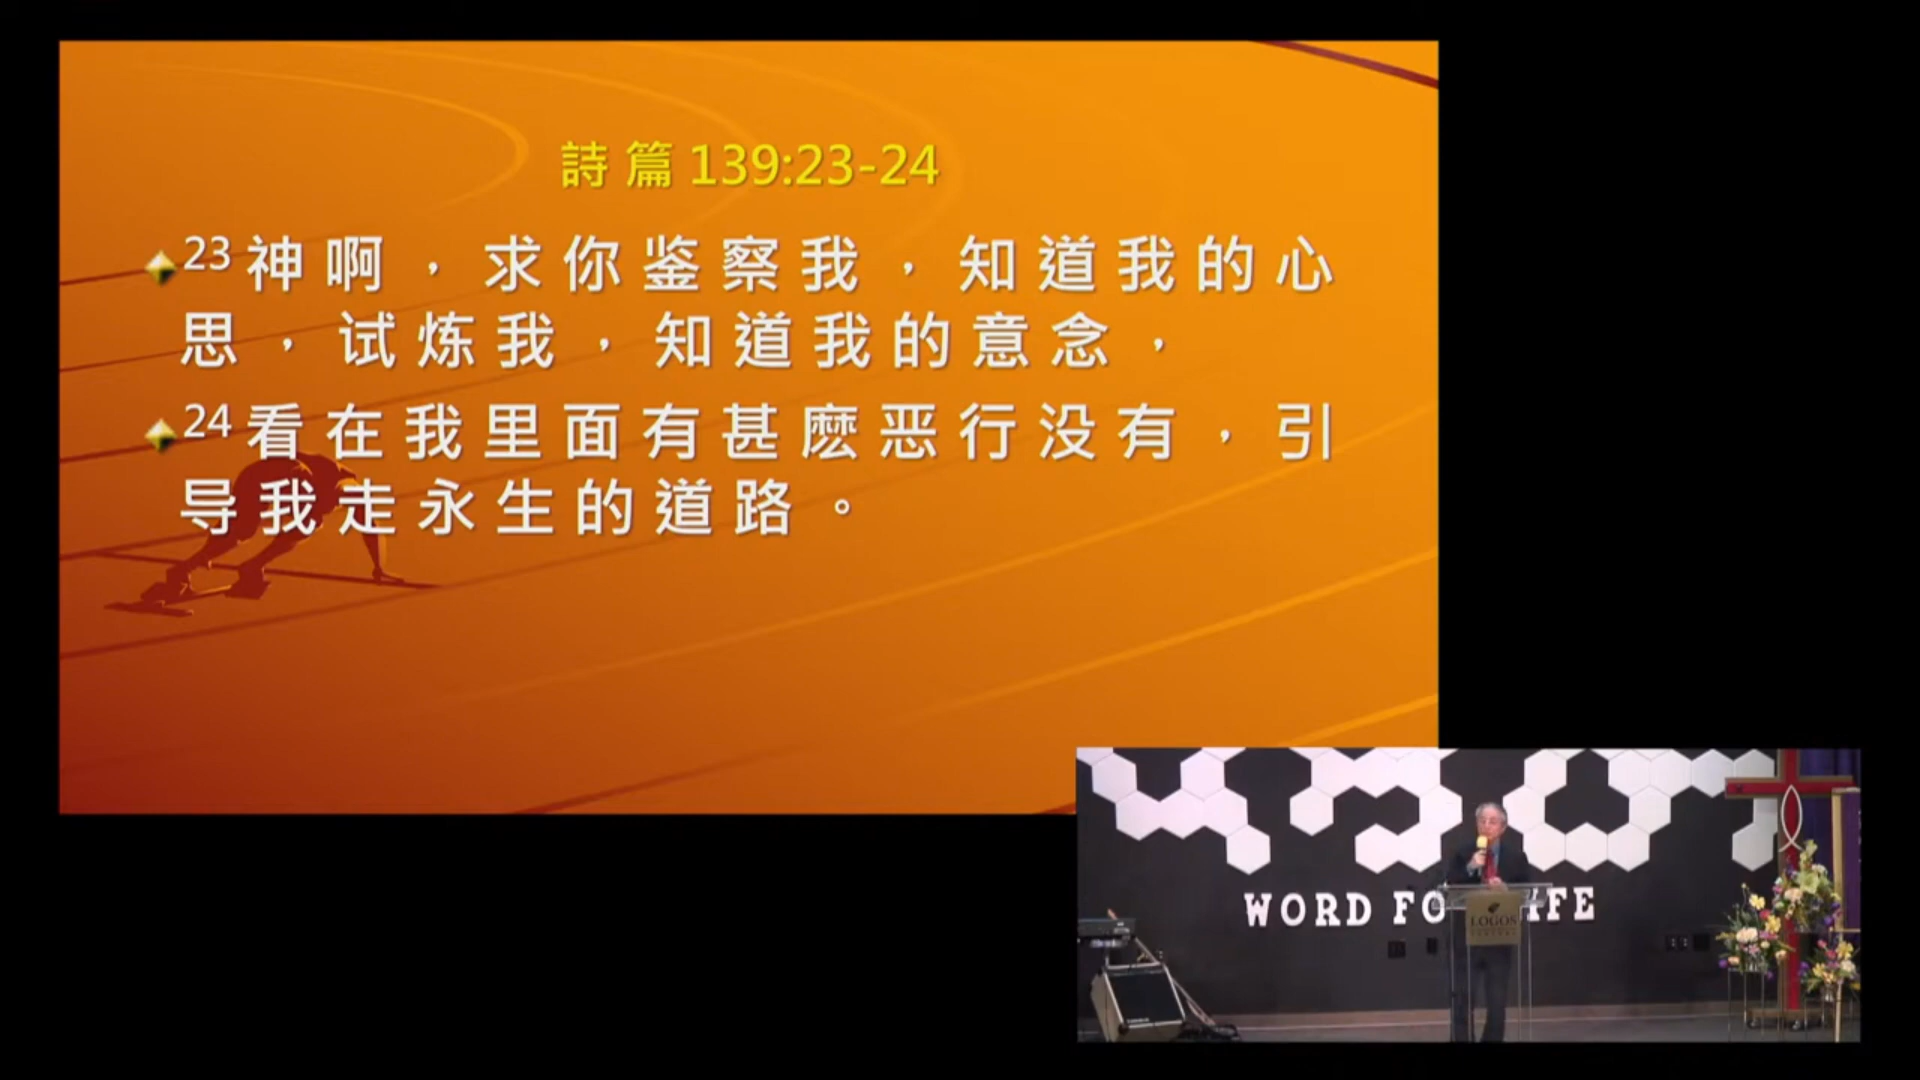 詩 篇 139:23-24
23 神 啊 ， 求 你 鉴 察 我 ， 知 道 我 的 心
思 ， 试 炼 我 ， 知 道 我 的 意 念 ，
24 看 在 我 里 面 有 甚 麽 恶 行 没 有 ， 引
导 我 走 永 生 的 道 路 。
WORD FO IFE
LOGOS